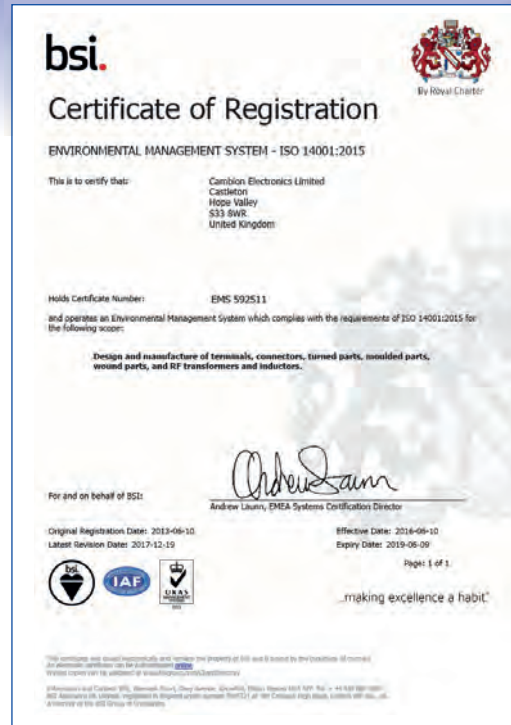 bsi.
By Royal Charter
Certificate of Registration
ENVIRONMENTAL MANAGEMENT SYSTEM - ISO 14001:2015
This is to certify that:
Cambion Electronics Limited
Castleton
Hope Valley
S33 8WR
United Kingdom
Holds Certificate Number:
EMS 592511
and operates an Environmental Management System which complies with the requirements of ISO 14001:2015 for
the following scope:
Design and manufacture of terminals, connectors, turned parts, moulded parts,
wound parts, and RF transformers and inductors.
For and on behalf of BSI:
Andrew Launn, EMEA Systems Certification Director
Original Registration Date: 2013-06-10
Effective Date: 2016-06-10
Latest Revision Date: 2017-12-19
Expiry Date: 2019-06-09
Page: 1 of 1
bsi.
IAF
UKAS
MANAGEMENT
SYSTEMS
...making excellence a habit.™